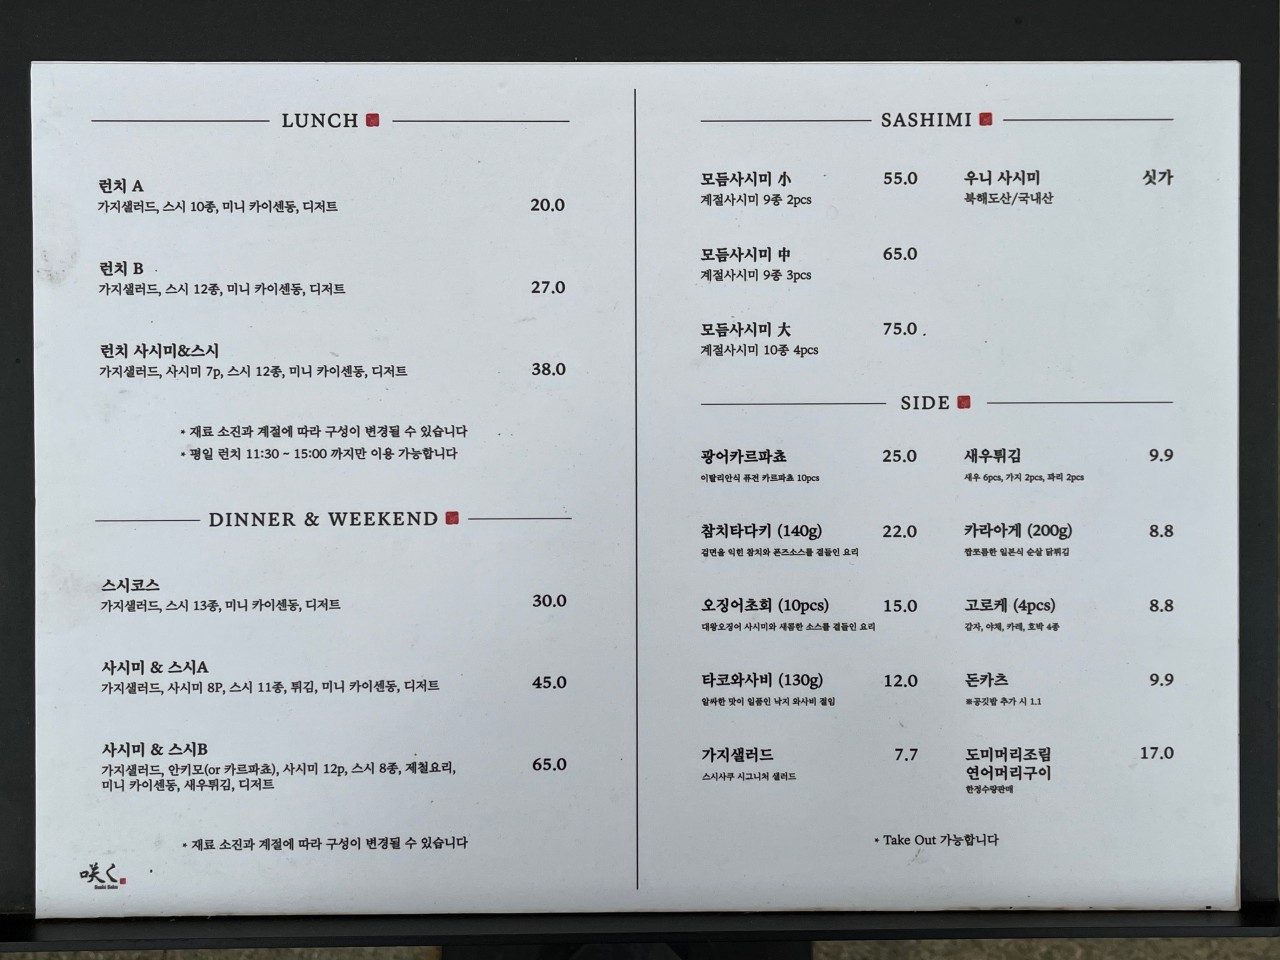 LUNCH
런치 A
가지샐러드, 스시 10종, 미니 카이센동, 디저트
20.0
런치 B
가지샐러드, 스시 12종, 미니 카이센동, 디저트
27.0
런치 사시미&스시
가지샐러드, 사시미 7p, 스시 12종, 미니 카이센동, 디저트
38.0
* 재료 소진과 계절에 따라 구성이 변경될 수 있습니다
* 평일 런치 11:30 ~ 15:00 까지만 이용 가능합니다
DINNER & WEEKEND
스시코스
가지샐러드, 스시 13종, 미니 카이센동, 디저트
30.0
사시미 & 스시A
가지샐러드, 사시미 8P, 스시 11종, 튀김, 미니 카이센동, 디저트
45.0
사시미 & 스시B
가지샐러드, 안키모(or 카르파쵸), 사시미 12p, 스시 8종, 제철요리,
미니 카이센동, 새우튀김, 디저트
65.0
* 재료 소진과 계절에 따라 구성이 변경될 수 있습니다
咲く
Sushi Saku
SASHIMI
모듬사시미 小
55.0
계절사시미 9종 2pcs
우니 사시미
싯가
북해도산/국내산
모듬사시미 中
65.0
계절사시미 9종 3pcs
모듬사시미 大
75.0
계절사시미 10종 4pcs
SIDE
광어카르파쵸
25.0
이탈리안식 퓨전 카르파쵸 10pcs
새우튀김
9.9
새우 6pcs, 가지 2pcs, 꽈리 2pcs
참치타다키 (140g)
22.0
겉면을 익힌 참치와 폰즈소스를 곁들인 요리
카라아게 (200g)
8.8
짭쪼름한 일본식 순살 닭튀김
오징어초회 (10pcs)
15.0
대왕오징어 사시미와 새콤한 소스를 곁들인 요리
고로케 (4pcs)
8.8
감자, 야채, 카레, 호박 4종
타코와사비 (130g)
12.0
알싸한 맛이 일품인 낙지 와사비 절임
돈카츠
9.9
※공깃밥 추가 시 1.1
가지샐러드
7.7
스시사쿠 시그니처 샐러드
도미머리조림
17.0
연어머리구이
한정수량판매
* Take Out 가능합니다